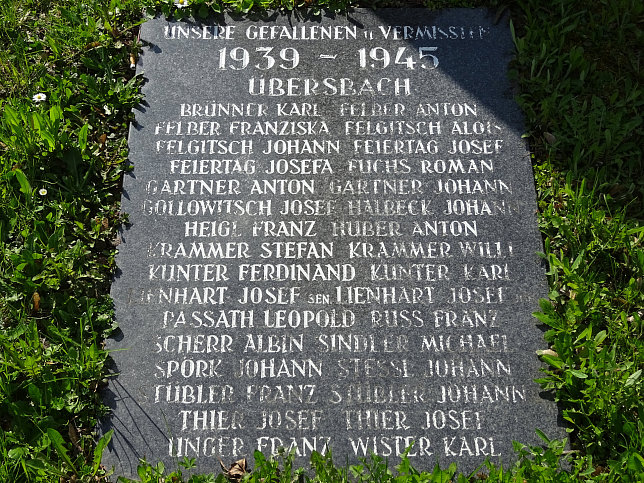 UNSERE GEFALLENEN u. VERMISSTEN
1939 - 1945
ÜBERSBACH
BRÜNNER KARL FELBER ANTON
FELBER FRANZISKA FELGITSCH ALOIS
FELGITSCH JOHANN FEIERTAG JOSEF
FEIERTAG JOSEFA FUCHS ROMAN
GARTNER ANTON GARTNER JOHANN
GOLLOWITSCH JOSEF HALBECK JOHANN
HEIGL FRANZ HUBER ANTON
KRAMMER STEFAN KRAMMER WILLI
KUNTER FERDINAND KUNTER KARL
LIENHART JOSEF SEN. LIENHART JOSEF
PASSATH LEOPOLD RUSS FRANZ
SCHERR ALBIN SINDLER MICHAEL
SPÖRK JOHANN JOHANN
STÜBLER FRANZ STÜBLER JOHANN
THIER JOSEF THIER JOSEF
UNGER FRANZ WISTER KARL